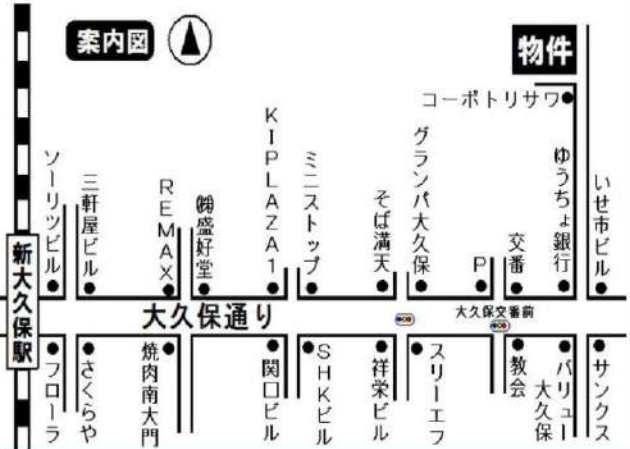 案内図
物件
コーポトリサワ
ソーリツビル
三軒屋ビル
REMAX
㈱盛好堂
KIPLAZA1
ミニストップ
そば満天
グランパ大久保
P
交番
ゆうちょ銀行
いせ市ビル
新大久保駅
大久保通り
大久保交番前
フローラ
さくらや
焼肉南大門
関口ビル
SHKビル
祥栄ビル
スリーエフ
教会
バリュー大久保
サンクス